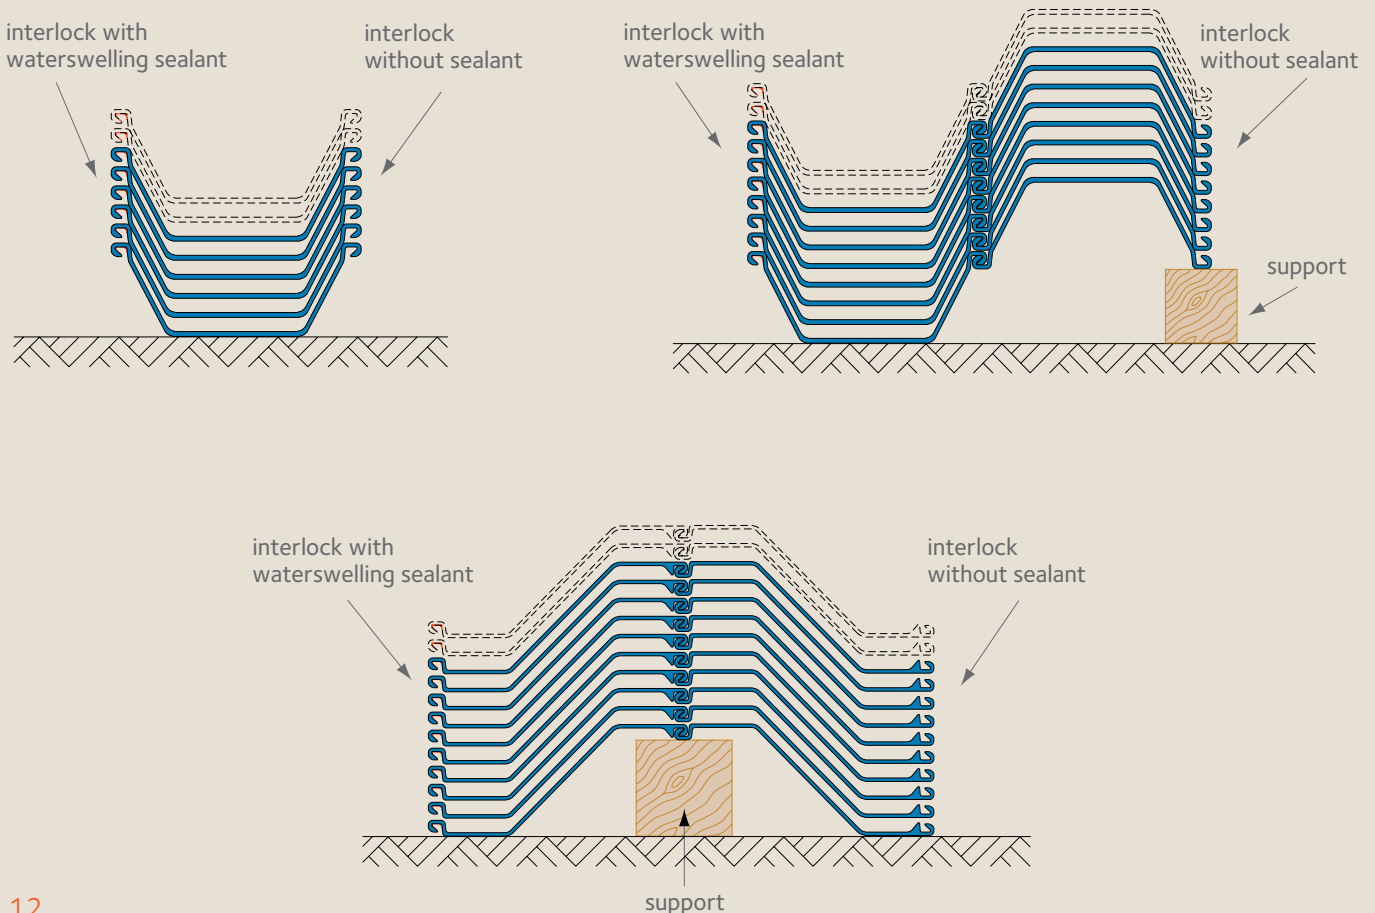 interlock with
waterswelling sealant
interlock
without sealant
interlock with
waterswelling sealant
interlock
without sealant
support
interlock with
waterswelling sealant
interlock
without sealant
support
12